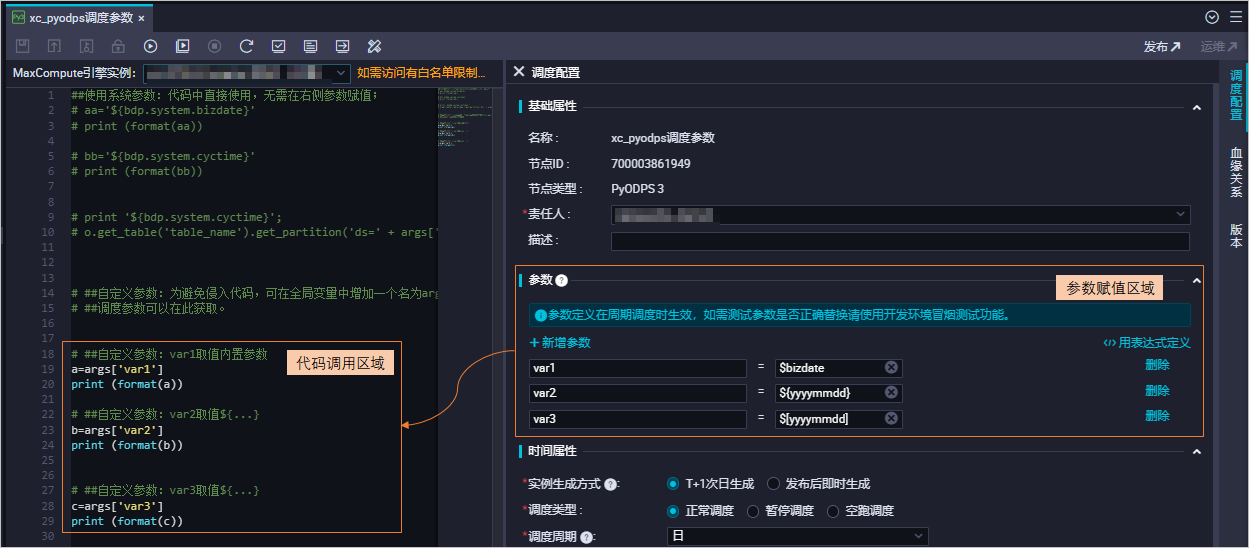 Py3 xc_pyodps调度参数 ×
发布 运维
MaxCompute引擎实例： 如需访问有白名单限制...
调度配置
调度配置
血缘关系
版本
1 ##使用系统参数：代码中直接使用，无需在右侧参数赋值；
2 # aa='${bdp.system.bizdate}'
3 # print (format(aa))
4
5 # bb='${bdp.system.cyctime}'
6 # print (format(bb))
7
8
9 # print '${bdp.system.cyctime}';
10 # o.get_table('table_name').get_partition('ds=' + args['
11
12
13
14 # ##自定义参数：为避免侵入代码，可在全局变量中增加一个名为arg
15 # ##调度参数可以在此获取。
16
17
18 # ##自定义参数：var1取值内置参数
19 a=args['var1']
20 print (format(a))
21
22 # ##自定义参数：var2取值${...}
23 b=args['var2']
24 print (format(b))
25
26
27 # ##自定义参数：var3取值${...}
28 c=args['var3']
29 print (format(c))
30
代码调用区域
基础属性
名称： xc_pyodps调度参数
节点ID： 700003861949
节点类型： PyODPS 3
*责任人：
描述：
参数 ?
参数赋值区域
参数定义在周期调度时生效，如需测试参数是否正确替换请使用开发环境冒烟测试功能。
+ 新增参数 </> 用表达式定义
var1 = $bizdate 删除
var2 = ${yyyymmdd} 删除
var3 = $[yyyymmdd] 删除
时间属性
*实例生成方式 ?： T+1次日生成 发布后即时生成
*调度类型： 正常调度 暂停调度 空跑调度
*调度周期 ?： 日